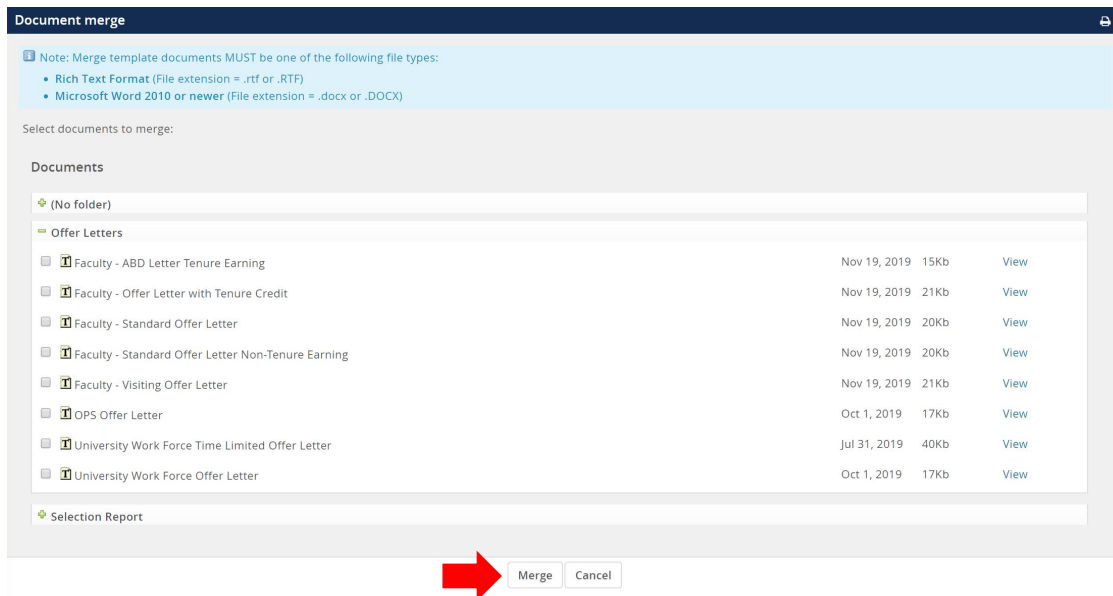 Document merge
Note: Merge template documents MUST be one of the following file types:
• Rich Text Format (File extension = .rtf or .RTF)
• Microsoft Word 2010 or newer (File extension = .docx or .DOCX)
Select documents to merge:
Documents
(No folder)
Offer Letters
Faculty - ABD Letter Tenure Earning Nov 19, 2019 15Kb View
Faculty - Offer Letter with Tenure Credit Nov 19, 2019 21Kb View
Faculty - Standard Offer Letter Nov 19, 2019 20Kb View
Faculty - Standard Offer Letter Non-Tenure Earning Nov 19, 2019 20Kb View
Faculty - Visiting Offer Letter Nov 19, 2019 21Kb View
OPS Offer Letter Oct 1, 2019 17Kb View
University Work Force Time Limited Offer Letter Jul 31, 2019 40Kb View
University Work Force Offer Letter Oct 1, 2019 17Kb View
Selection Report
Merge Cancel